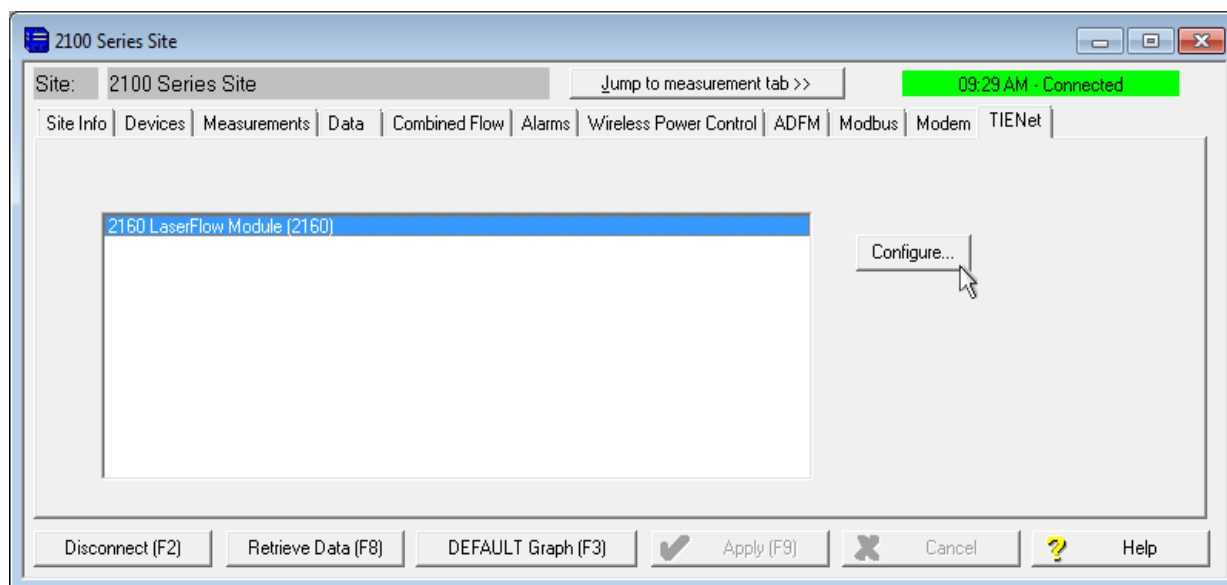 2100 Series Site
Site: 2100 Series Site Jump to measurement tab >> 09:29 AM - Connected
Site Info Devices Measurements Data Combined Flow Alarms Wireless Power Control ADFM Modbus Modem TIENet
2160 LaserFlow Module (2160)
Configure...
Disconnect (F2) Retrieve Data (F8) DEFAULT Graph (F3) Apply (F9) Cancel Help